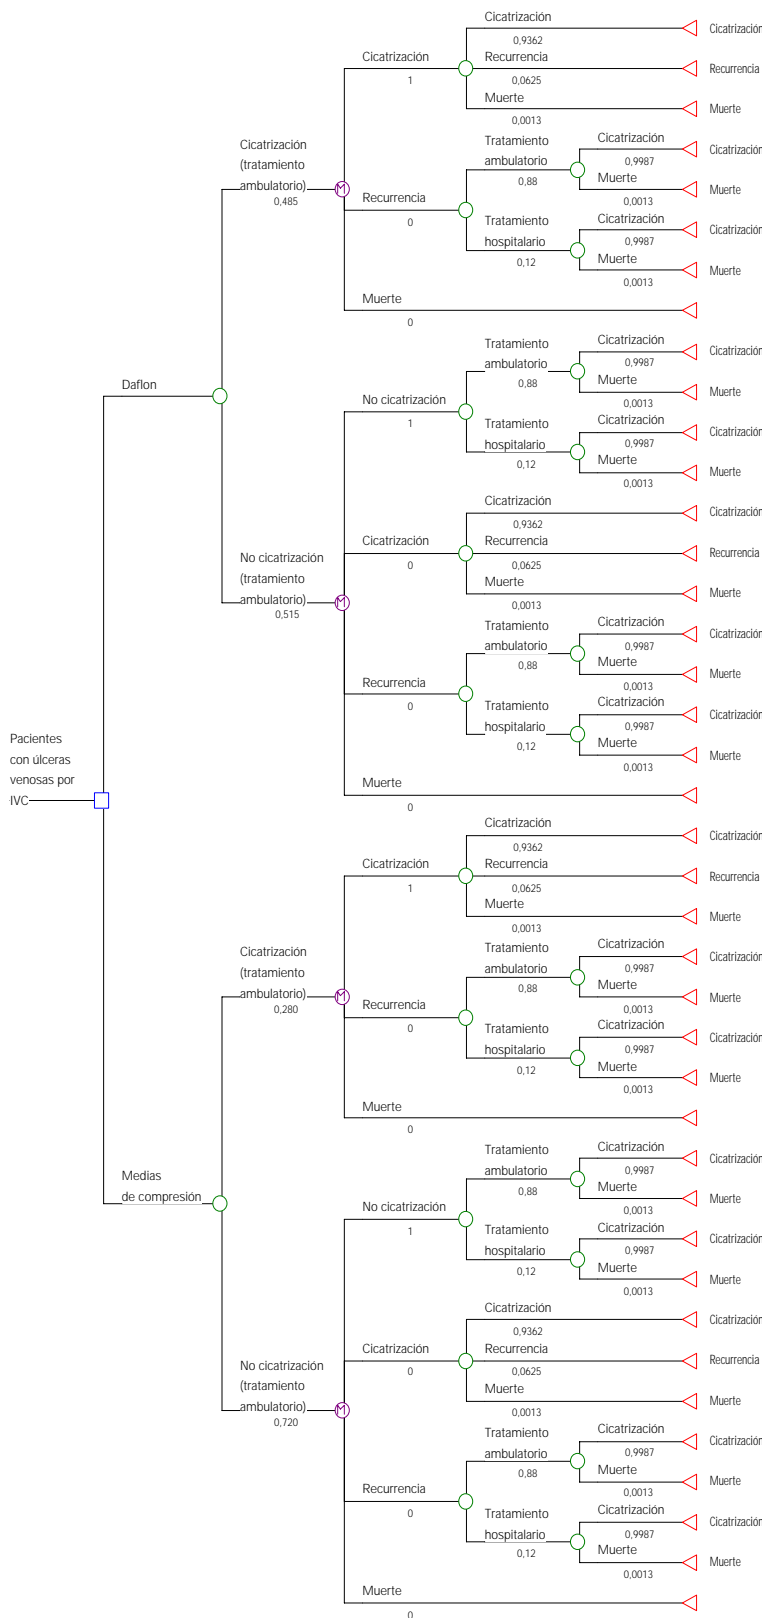 Cicatrización
0,9362
Cicatrización
Cicatrización
1
Recurrencia
0,0625
Recurrencia
Muerte
0,0013
Muerte
Cicatrización
(tratamiento
ambulatorio)
0,485
M
Tratamiento
ambulatorio
0,88
Cicatrización
0,9987
Cicatrización
Muerte
0,0013
Muerte
Recurrencia
0
Tratamiento
hospitalario
0,12
Cicatrización
0,9987
Cicatrización
Muerte
0,0013
Muerte
Muerte
0
Daflon
Tratamiento
ambulatorio
0,88
Cicatrización
0,9987
Cicatrización
Muerte
0,0013
Muerte
No cicatrización
1
Tratamiento
hospitalario
0,12
Cicatrización
0,9987
Cicatrización
Muerte
0,0013
Muerte
No cicatrización
(tratamiento
ambulatorio)
0,515
M
Cicatrización
0,9362
Cicatrización
Cicatrización
0
Recurrencia
0,0625
Recurrencia
Muerte
0,0013
Muerte
Tratamiento
ambulatorio
0,88
Cicatrización
0,9987
Cicatrización
Muerte
0,0013
Muerte
Recurrencia
0
Tratamiento
hospitalario
0,12
Cicatrización
0,9987
Cicatrización
Muerte
0,0013
Muerte
Muerte
0
Pacientes
con úlceras
venosas por
IVC
Cicatrización
0,9362
Cicatrización
Cicatrización
1
Recurrencia
0,0625
Recurrencia
Muerte
0,0013
Muerte
Cicatrización
(tratamiento
ambulatorio)
0,280
M
Tratamiento
ambulatorio
0,88
Cicatrización
0,9987
Cicatrización
Muerte
0,0013
Muerte
Recurrencia
0
Tratamiento
hospitalario
0,12
Cicatrización
0,9987
Cicatrización
Muerte
0,0013
Muerte
Muerte
0
Medias
de compresión
Tratamiento
ambulatorio
0,88
Cicatrización
0,9987
Cicatrización
Muerte
0,0013
Muerte
No cicatrización
1
Tratamiento
hospitalario
0,12
Cicatrización
0,9987
Cicatrización
Muerte
0,0013
Muerte
No cicatrización
(tratamiento
ambulatorio)
0,720
M
Cicatrización
0,9362
Cicatrización
Cicatrización
0
Recurrencia
0,0625
Recurrencia
Muerte
0,0013
Muerte
Tratamiento
ambulatorio
0,88
Cicatrización
0,9987
Cicatrización
Muerte
0,0013
Muerte
Recurrencia
0
Tratamiento
hospitalario
0,12
Cicatrización
0,9987
Cicatrización
Muerte
0,0013
Muerte
Muerte
0